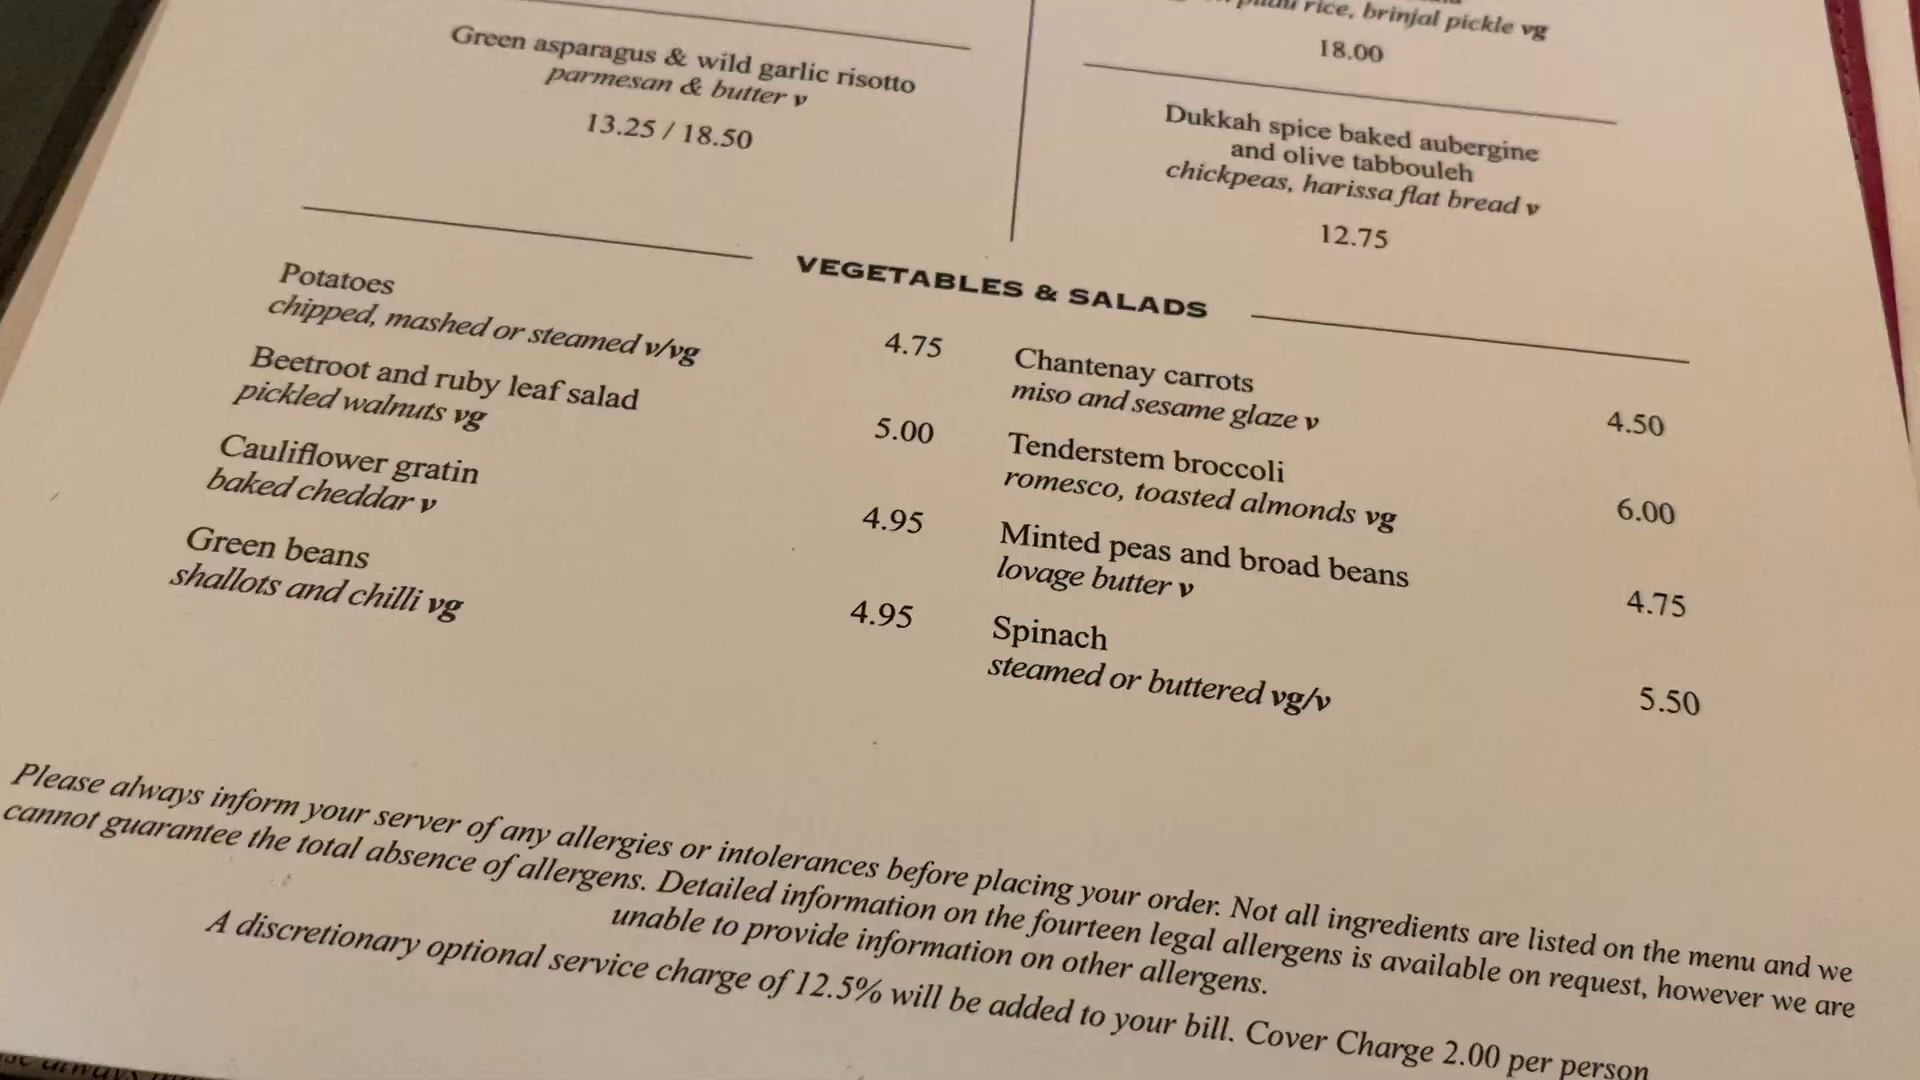 Green asparagus & wild garlic risotto
parmesan & butter v
13.25 / 18.50
rice, brinjal pickle vg
18.00
Dukkah spice baked aubergine
and olive tabbouleh
chickpeas, harissa flat bread v
12.75
VEGETABLES & SALADS
Potatoes
chipped, mashed or steamed v/vg
4.75
Beetroot and ruby leaf salad
pickled walnuts vg
5.00
Cauliflower gratin
baked cheddar v
4.95
Green beans
shallots and chilli vg
4.95
Chantenay carrots
miso and sesame glaze v
4.50
Tenderstem broccoli
romesco, toasted almonds vg
6.00
Minted peas and broad beans
lovage butter v
4.75
Spinach
steamed or buttered vg/v
5.50
Please always inform your server of any allergies or intolerances before placing your order. Not all ingredients are listed on the menu and we
cannot guarantee the total absence of allergens. Detailed information on the fourteen legal allergens is available on request, however we are
unable to provide information on other allergens.
A discretionary optional service charge of 12.5% will be added to your bill. Cover Charge 2.00 per person